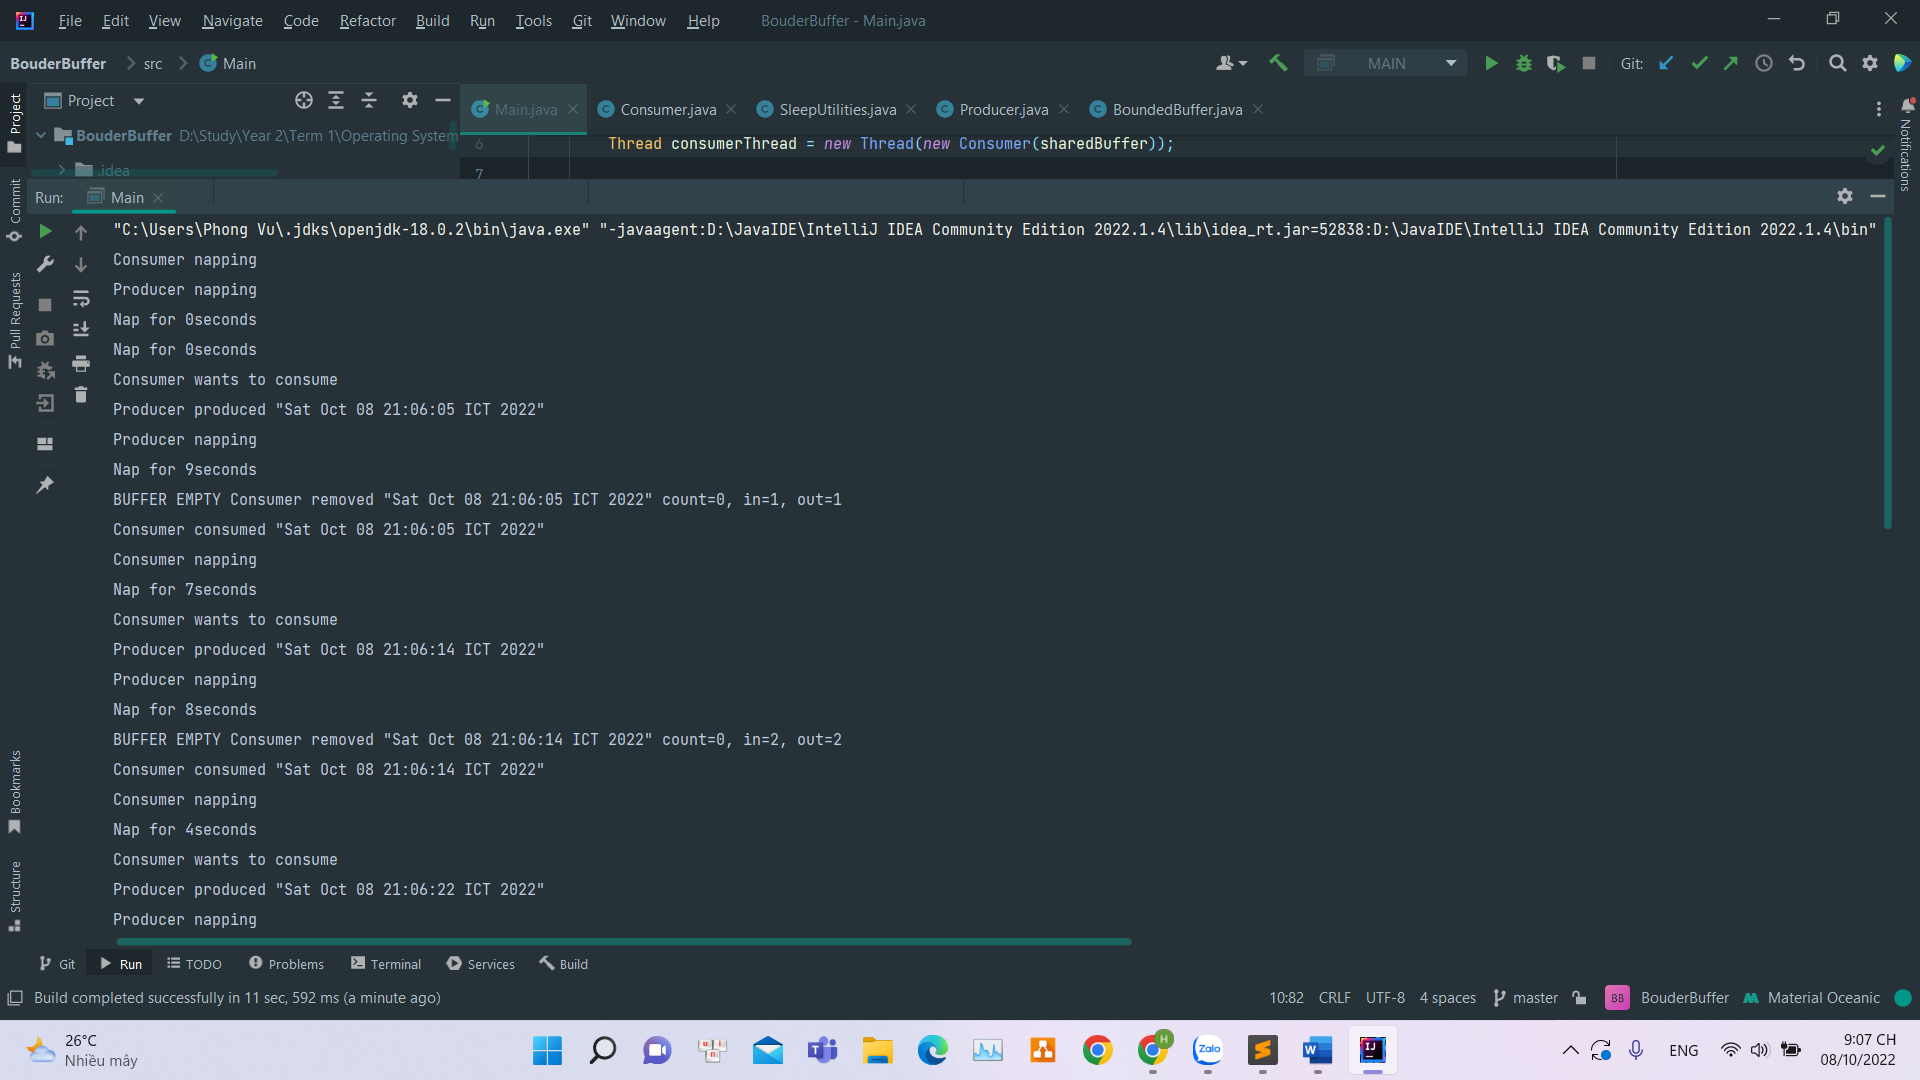 File Edit View Navigate Code Refactor Build Run Tools Git Window Help BouderBuffer - Main.java
BouderBuffer src Main MAIN Git:
Project Main.java Consumer.java SleepUtilities.java Producer.java BoundedBuffer.java
BouderBuffer D:\Study\Year 2\Term 1\Operating System
6 Thread consumerThread = new Thread(new Consumer(sharedBuffer));
.idea
7
Run: Main
"C:\Users\Phong Vu\.jdks\openjdk-18.0.2\bin\java.exe" "-javaagent:D:\JavaIDE\IntelliJ IDEA Community Edition 2022.1.4\lib\idea_rt.jar=52838:D:\JavaIDE\IntelliJ IDEA Community Edition 2022.1.4\bin"
Consumer napping
Producer napping
Nap for 0seconds
Nap for 0seconds
Consumer wants to consume
Producer produced "Sat Oct 08 21:06:05 ICT 2022"
Producer napping
Nap for 9seconds
BUFFER EMPTY Consumer removed "Sat Oct 08 21:06:05 ICT 2022" count=0, in=1, out=1
Consumer consumed "Sat Oct 08 21:06:05 ICT 2022"
Consumer napping
Nap for 7seconds
Consumer wants to consume
Producer produced "Sat Oct 08 21:06:14 ICT 2022"
Producer napping
Nap for 8seconds
BUFFER EMPTY Consumer removed "Sat Oct 08 21:06:14 ICT 2022" count=0, in=2, out=2
Consumer consumed "Sat Oct 08 21:06:14 ICT 2022"
Consumer napping
Nap for 4seconds
Consumer wants to consume
Producer produced "Sat Oct 08 21:06:22 ICT 2022"
Producer napping
Project
Commit
Pull Requests
Bookmarks
Structure
Notifications
Git Run TODO Problems Terminal Services Build
Build completed successfully in 11 sec, 592 ms (a minute ago) 10:82 CRLF UTF-8 4 spaces master BB BouderBuffer Material Oceanic
26°C
Nhiều mây
H
Zalo
ENG
9:07 CH
08/10/2022